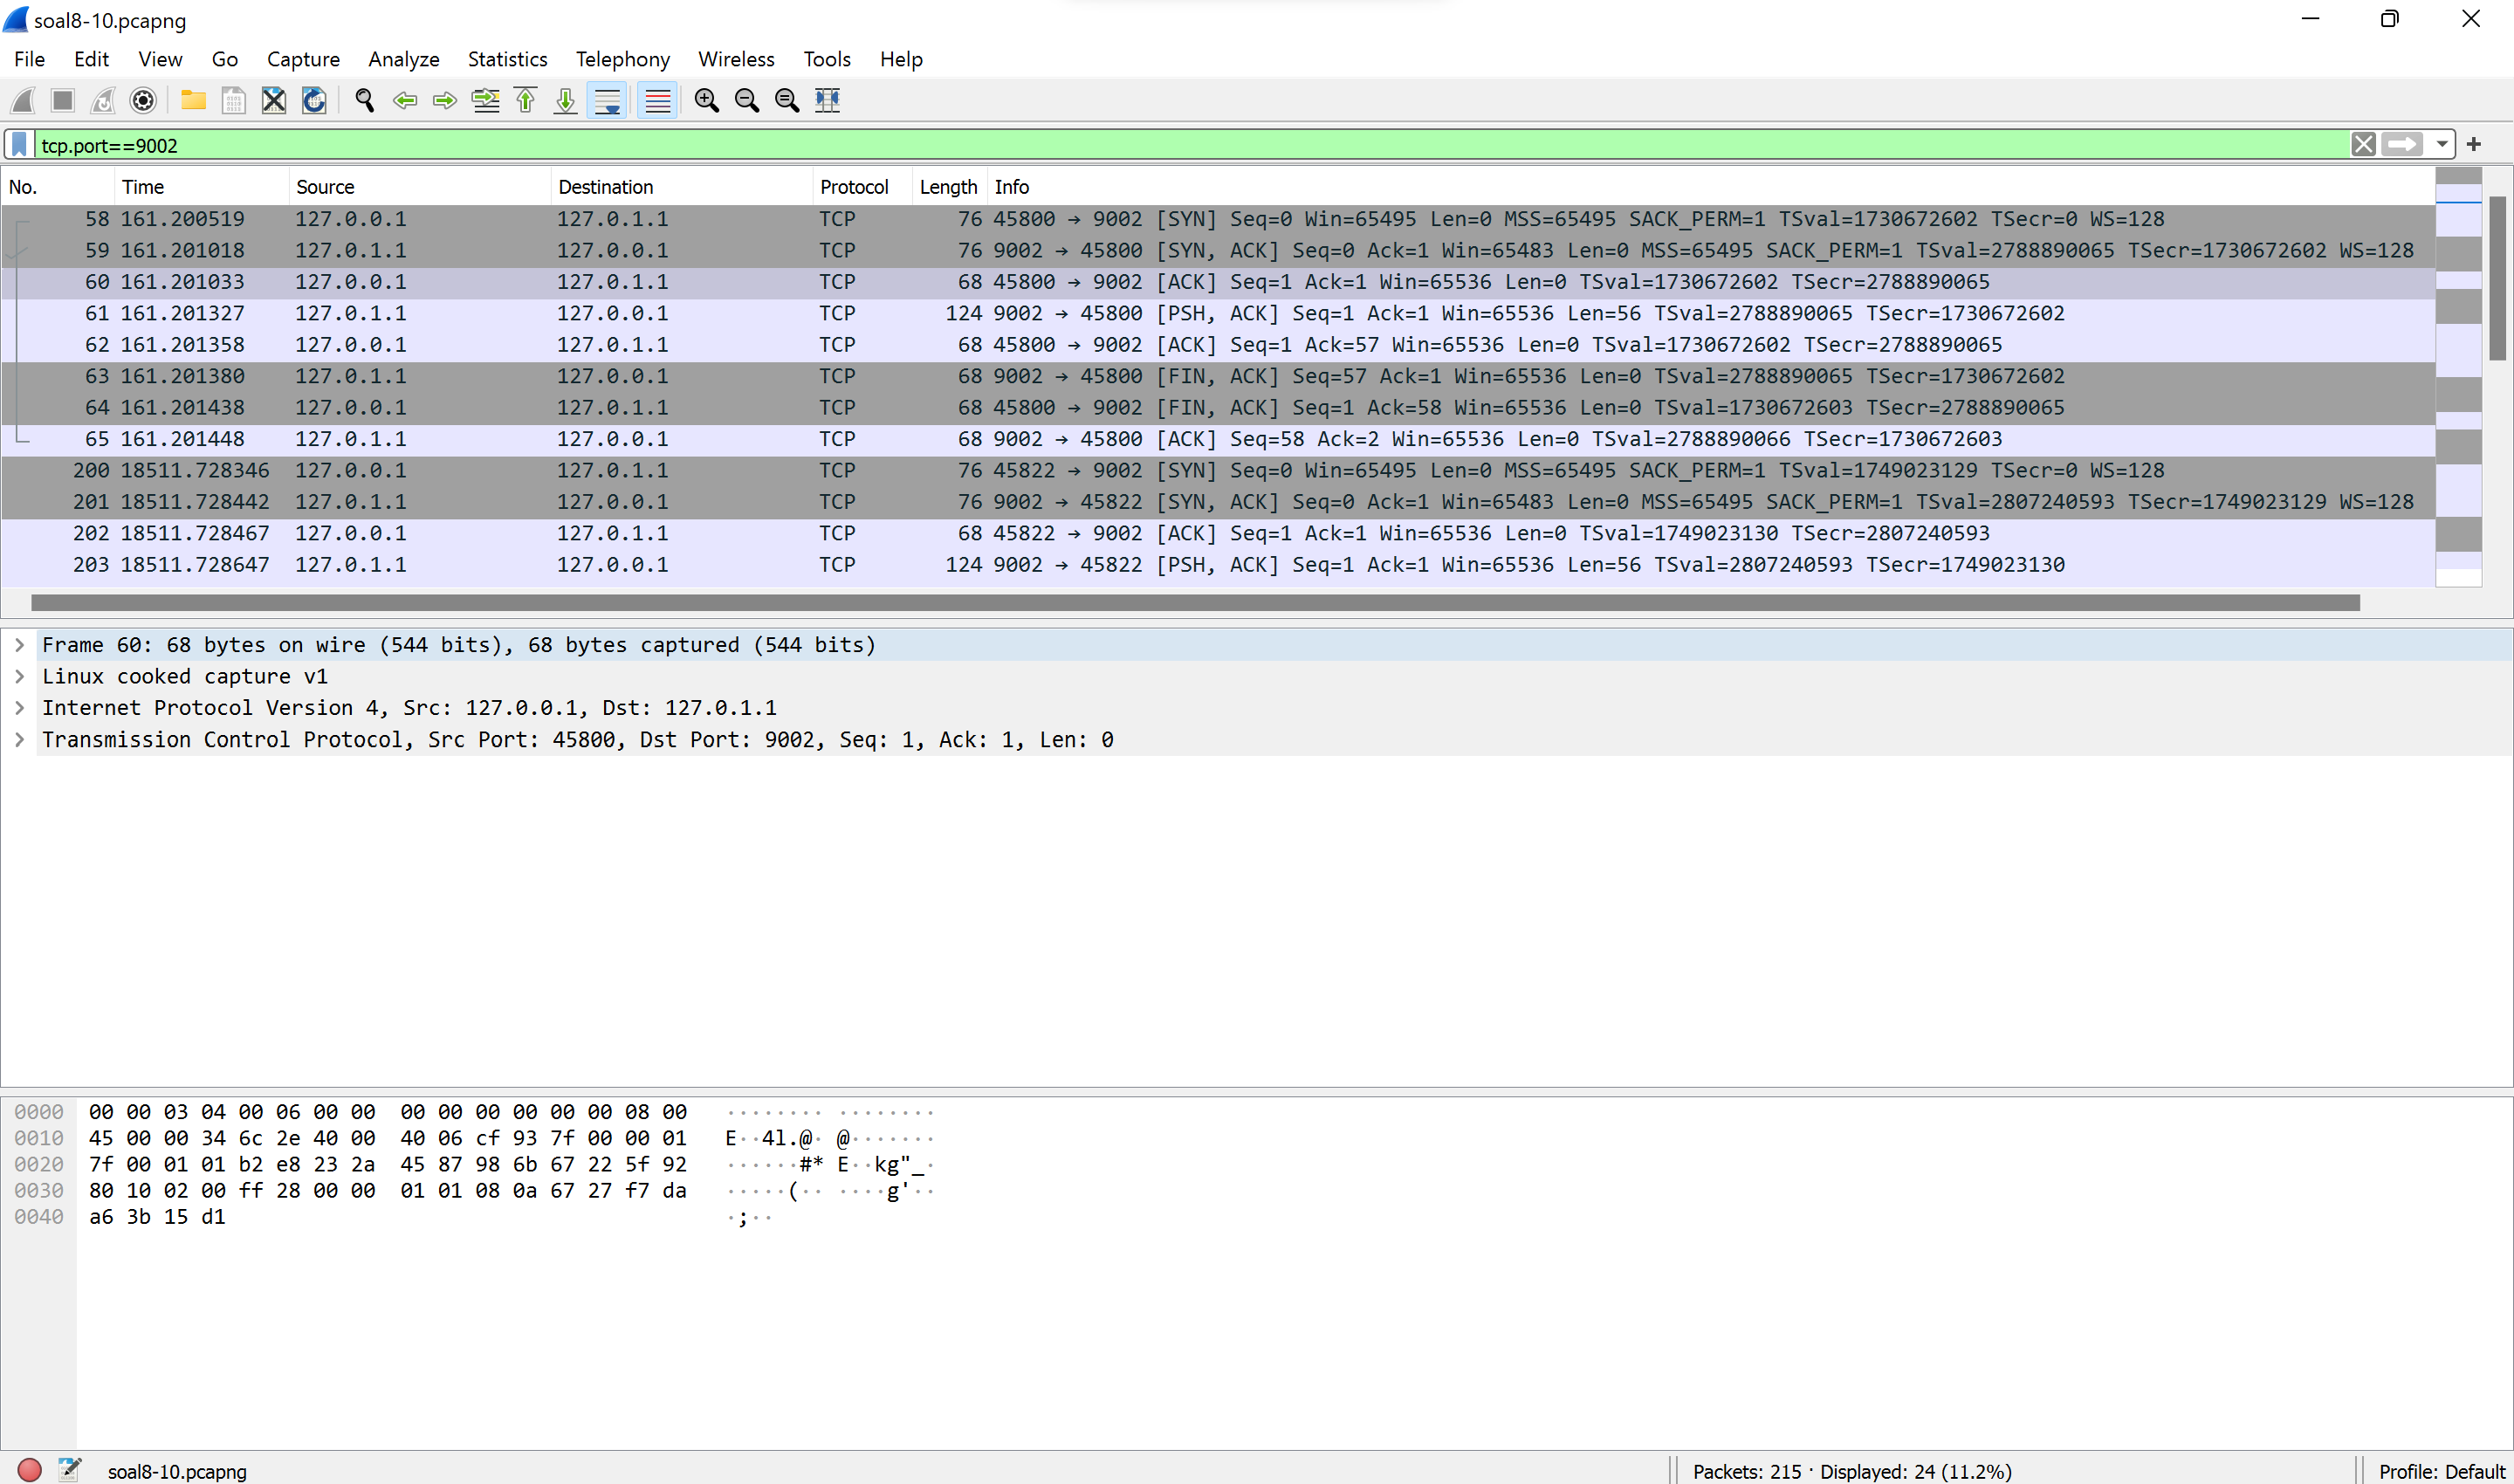 soal8-10.pcapng
File Edit View Go Capture Analyze Statistics Telephony Wireless Tools Help
tcp.port==9002
No. Time Source Destination Protocol Length Info
58 161.200519 127.0.0.1 127.0.1.1 TCP 76 45800 → 9002 [SYN] Seq=0 Win=65495 Len=0 MSS=65495 SACK_PERM=1 TSval=1730672602 TSecr=0 WS=128
59 161.201018 127.0.1.1 127.0.0.1 TCP 76 9002 → 45800 [SYN, ACK] Seq=0 Ack=1 Win=65483 Len=0 MSS=65495 SACK_PERM=1 TSval=2788890065 TSecr=1730672602 WS=128
60 161.201033 127.0.0.1 127.0.1.1 TCP 68 45800 → 9002 [ACK] Seq=1 Ack=1 Win=65536 Len=0 TSval=1730672602 TSecr=2788890065
61 161.201327 127.0.1.1 127.0.0.1 TCP 124 9002 → 45800 [PSH, ACK] Seq=1 Ack=1 Win=65536 Len=56 TSval=2788890065 TSecr=1730672602
62 161.201358 127.0.0.1 127.0.1.1 TCP 68 45800 → 9002 [ACK] Seq=1 Ack=57 Win=65536 Len=0 TSval=1730672602 TSecr=2788890065
63 161.201380 127.0.1.1 127.0.0.1 TCP 68 9002 → 45800 [FIN, ACK] Seq=57 Ack=1 Win=65536 Len=0 TSval=2788890065 TSecr=1730672602
64 161.201438 127.0.0.1 127.0.1.1 TCP 68 45800 → 9002 [FIN, ACK] Seq=1 Ack=58 Win=65536 Len=0 TSval=1730672603 TSecr=2788890065
65 161.201448 127.0.1.1 127.0.0.1 TCP 68 9002 → 45800 [ACK] Seq=58 Ack=2 Win=65536 Len=0 TSval=2788890066 TSecr=1730672603
200 18511.728346 127.0.0.1 127.0.1.1 TCP 76 45822 → 9002 [SYN] Seq=0 Win=65495 Len=0 MSS=65495 SACK_PERM=1 TSval=1749023129 TSecr=0 WS=128
201 18511.728442 127.0.1.1 127.0.0.1 TCP 76 9002 → 45822 [SYN, ACK] Seq=0 Ack=1 Win=65483 Len=0 MSS=65495 SACK_PERM=1 TSval=2807240593 TSecr=1749023129 WS=128
202 18511.728467 127.0.0.1 127.0.1.1 TCP 68 45822 → 9002 [ACK] Seq=1 Ack=1 Win=65536 Len=0 TSval=1749023130 TSecr=2807240593
203 18511.728647 127.0.1.1 127.0.0.1 TCP 124 9002 → 45822 [PSH, ACK] Seq=1 Ack=1 Win=65536 Len=56 TSval=2807240593 TSecr=1749023130
Frame 60: 68 bytes on wire (544 bits), 68 bytes captured (544 bits)
Linux cooked capture v1
Internet Protocol Version 4, Src: 127.0.0.1, Dst: 127.0.1.1
Transmission Control Protocol, Src Port: 45800, Dst Port: 9002, Seq: 1, Ack: 1, Len: 0
0000 00 00 03 04 00 06 00 00 00 00 00 00 00 00 08 00 ········ ········
0010 45 00 00 34 6c 2e 40 00 40 06 cf 93 7f 00 00 01 E··4l.@· @·······
0020 7f 00 01 01 b2 e8 23 2a 45 87 98 6b 67 22 5f 92 ······#* E··kg"_·
0030 80 10 02 00 ff 28 00 00 01 01 08 0a 67 27 f7 da ·····(·· ····g'··
0040 a6 3b 15 d1 ·;··
soal8-10.pcapng Packets: 215 · Displayed: 24 (11.2%) Profile: Default